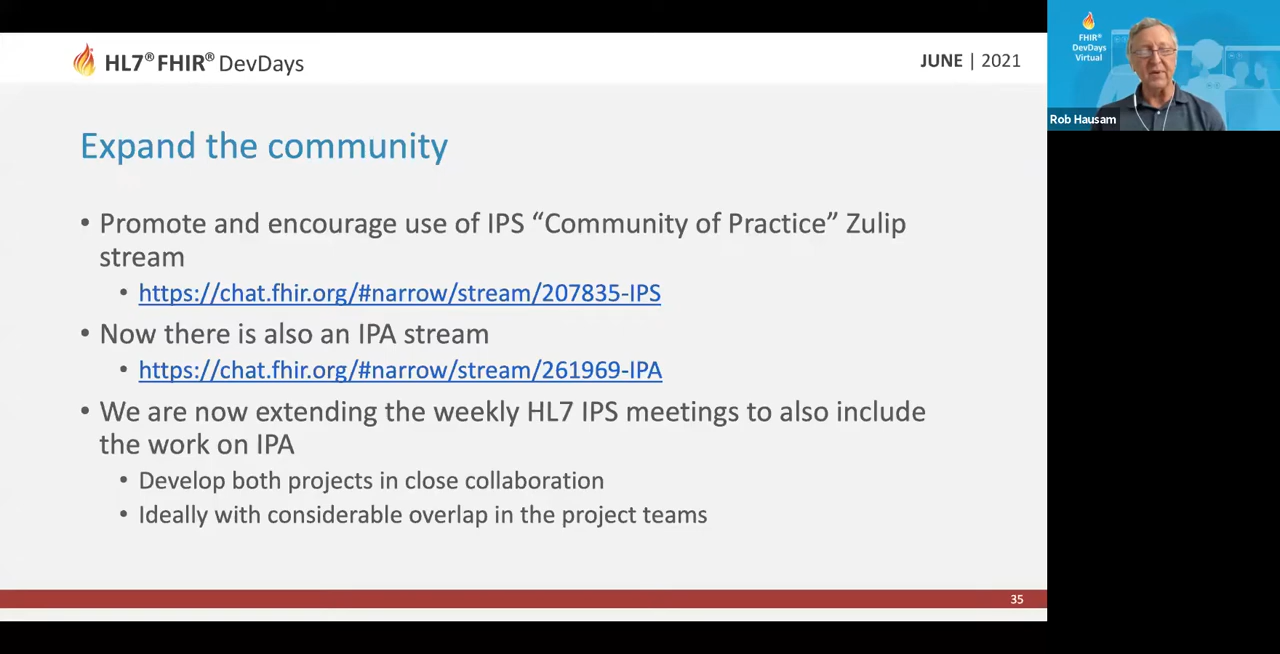 HL7® FHIR® DevDays
JUNE | 2021
FHIR®
DevDays
Virtual
Rob Hausam
Expand the community
• Promote and encourage use of IPS “Community of Practice” Zulip
stream
• https://chat.fhir.org/#narrow/stream/207835-IPS
• Now there is also an IPA stream
• https://chat.fhir.org/#narrow/stream/261969-IPA
• We are now extending the weekly HL7 IPS meetings to also include
the work on IPA
• Develop both projects in close collaboration
• Ideally with considerable overlap in the project teams
35